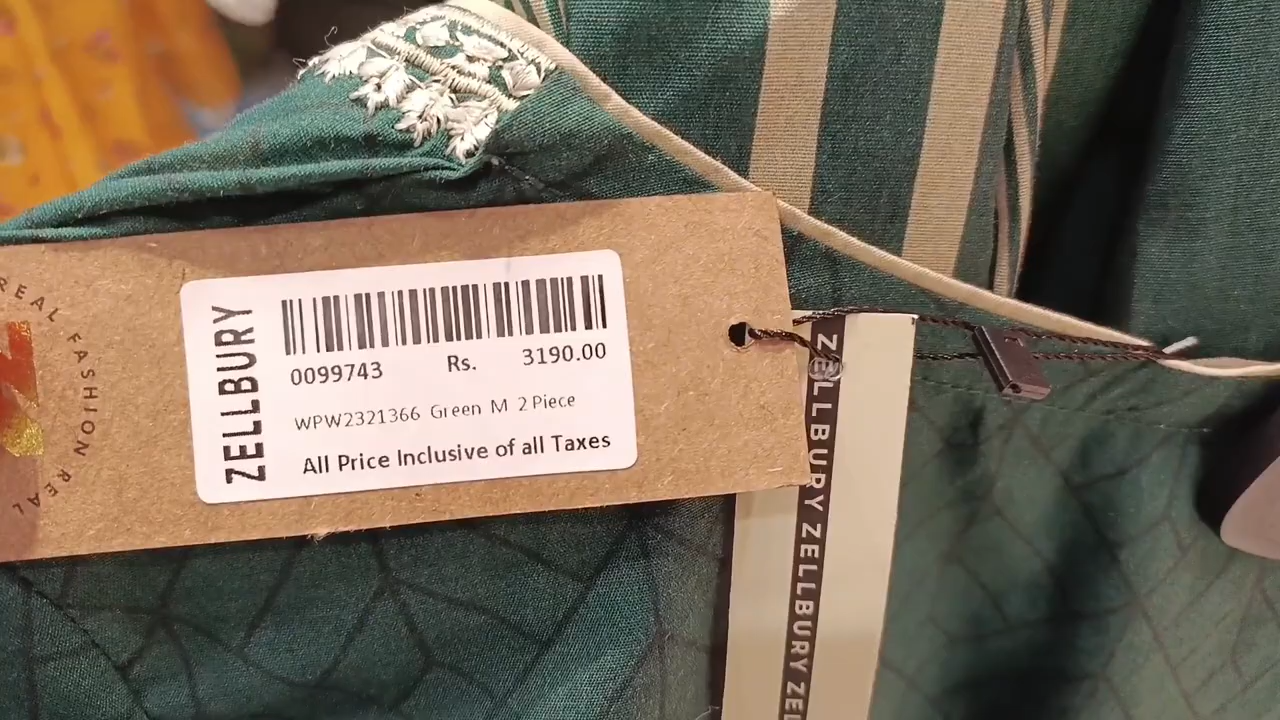 REAL FASHION REAL
ZELLBURY
0099743 Rs. 3190.00
WPW2321366 Green M 2 Piece
All Price Inclusive of all Taxes
ZELLBURY ZELLBURY ZEL